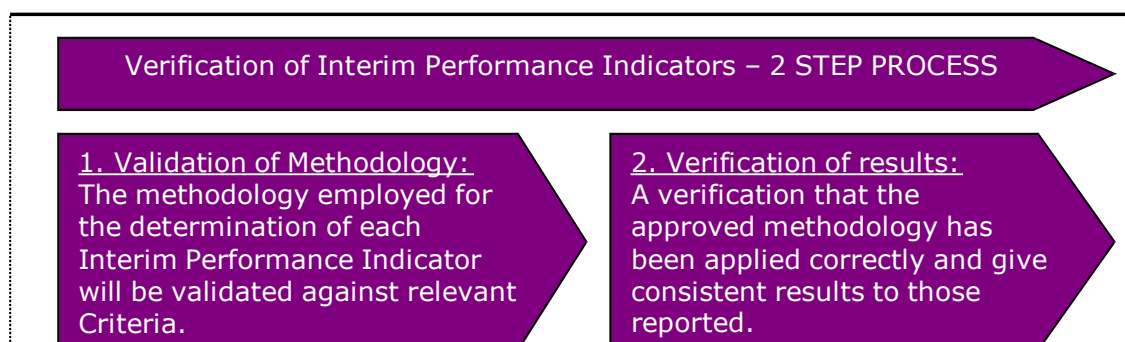 Verification of Interim Performance Indicators – 2 STEP PROCESS
1. Validation of Methodology:
The methodology employed for
the determination of each
Interim Performance Indicator
will be validated against relevant
Criteria.
2. Verification of results:
A verification that the
approved methodology has
been applied correctly and give
consistent results to those
reported.